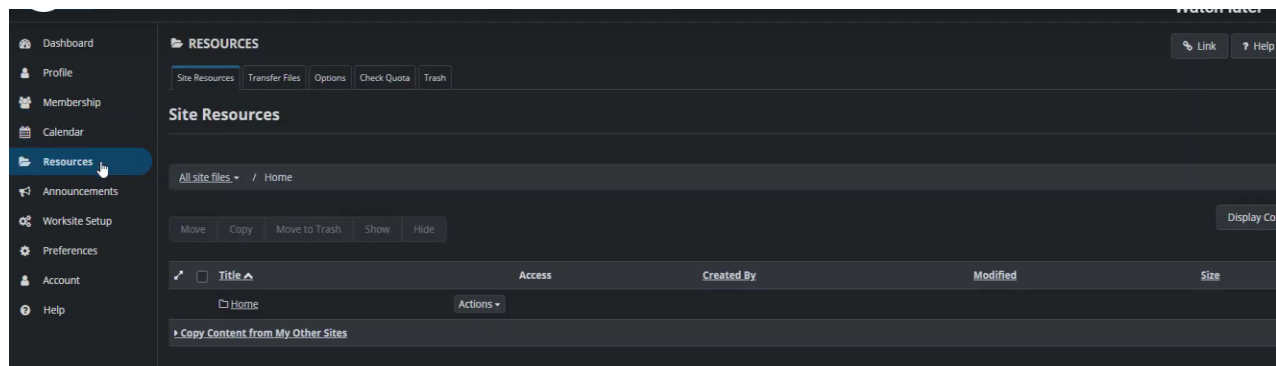 Watch later
Dashboard
Profile
Membership
Calendar
Resources
Announcements
Worksite Setup
Preferences
Account
Help
RESOURCES
Link ? Help
Site Resources Transfer Files Options Check Quota Trash
Site Resources
All site files / Home
Move Copy Move to Trash Show Hide
Display Co
Title Access Created By Modified Size
Home Actions
Copy Content from My Other Sites